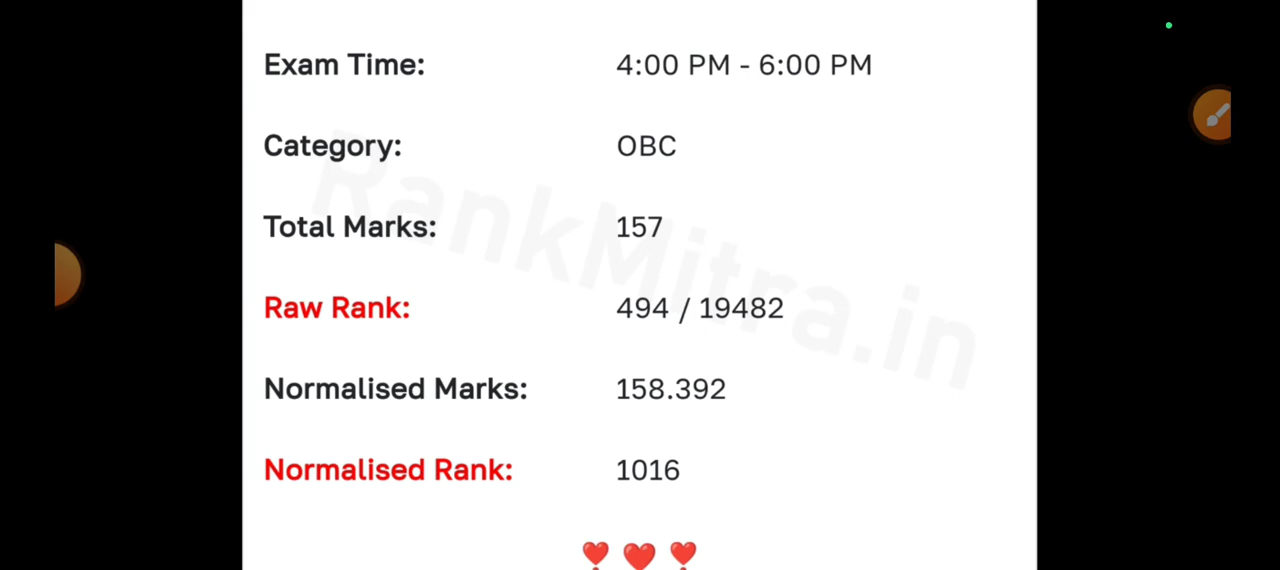 Exam Time: 4:00 PM - 6:00 PM
Category: OBC
Total Marks: 157
Raw Rank: 494 / 19482
Normalised Marks: 158.392
Normalised Rank: 1016
RankMitra.in